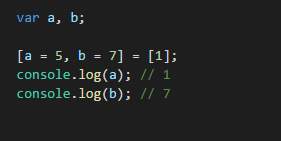 var a, b;
[a = 5, b = 7] = [1];
console.log(a); // 1
console.log(b); // 7